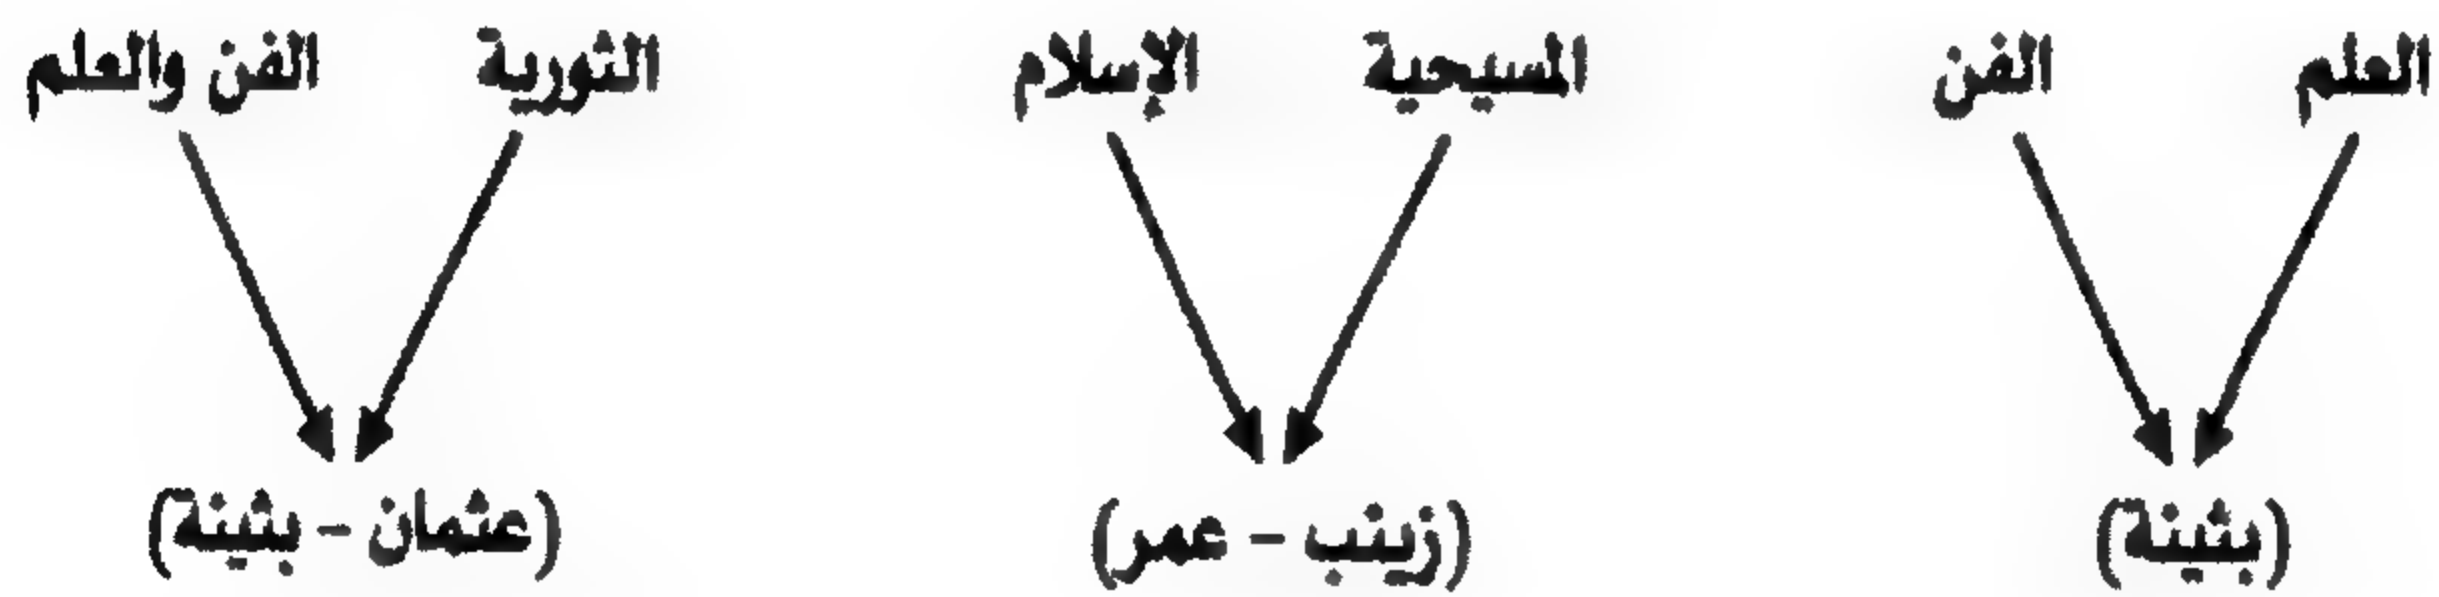 العلم الفن المسيحية الإسلام الثورية الفن والعلم
(بثينة) (زينب - عمر) (عثمان - بثينة)